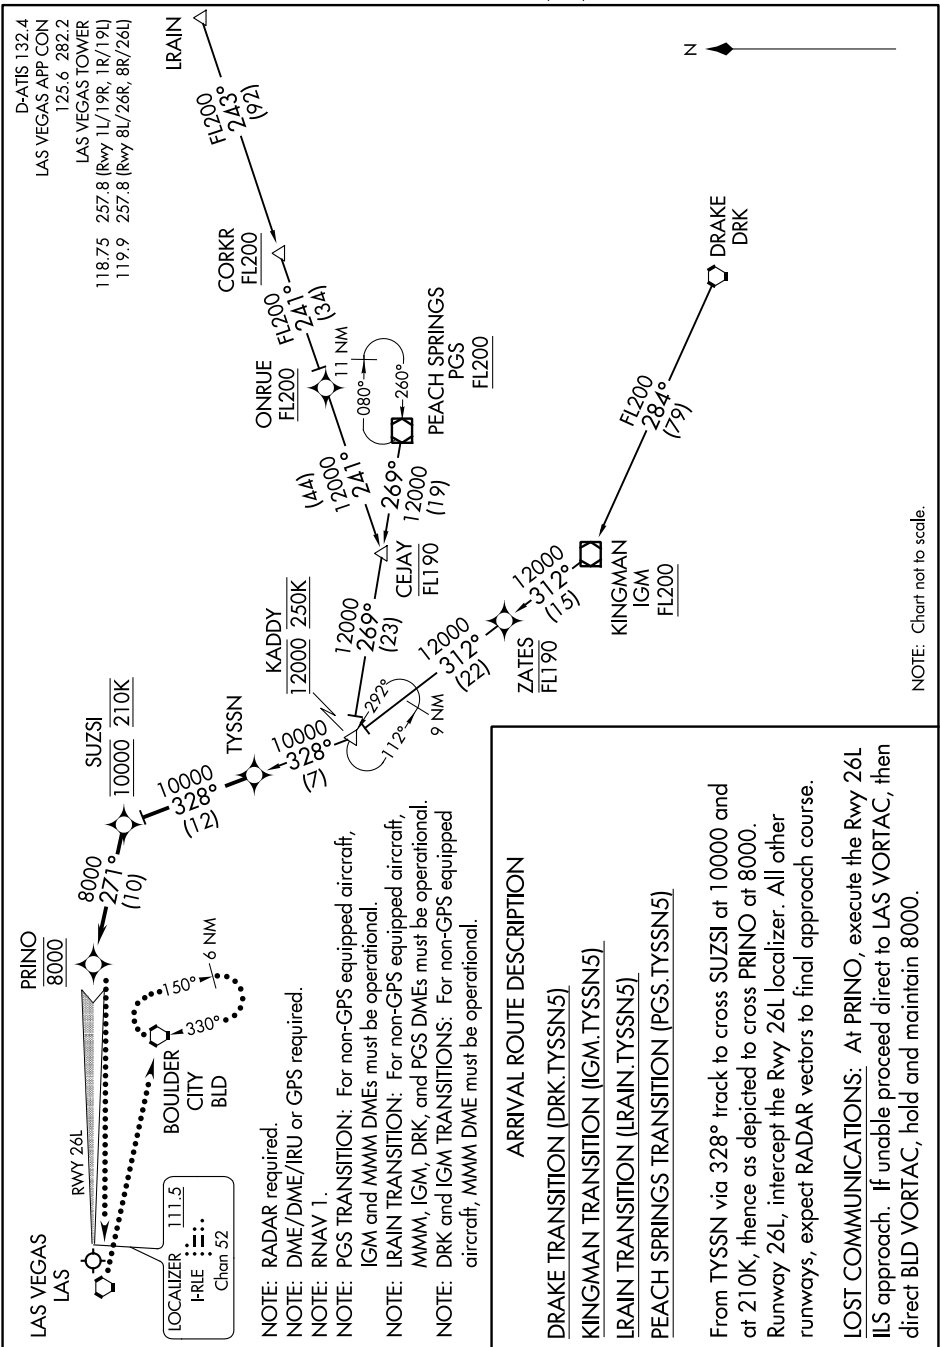 D-ATIS 132.4
LAS VEGAS APP CON
125.6 282.2
LAS VEGAS TOWER
118.75 257.8 (Rwy 1L/19R, 1R/19L)
119.9 257.8 (Rwy 8L/26R, 8R/26L)
LRAIN
FL200
243°
(92)
CORKR
FL200
FL200
241°
(34)
ONRUE
FL200
11 NM
080°
260°
PEACH SPRINGS
PGS
FL200
(44)
12000
241°
269°
12000
(19)
CEJAY
FL190
12000
269°
(23)
N
DRAKE
DRK
FL200
284°
(79)
KINGMAN
IGM
FL200
12000
312°
(15)
ZATES
FL190
12000
312°
(22)
KADDY
12000 250K
292°
112°
9 NM
10000
328°
(7)
TYSSN
10000
328°
(12)
SUZSI
10000 210K
8000
271°
(10)
PRINO
8000
RWY 26L
150°
6 NM
330°
BOULDER
CITY
BLD
LAS VEGAS
LAS
LOCALIZER 111.5
I-RLE
Chan 52
NOTE: RADAR required.
NOTE: DME/DME/IRU or GPS required.
NOTE: RNAV 1.
NOTE: PGS TRANSITION: For non-GPS equipped aircraft,
IGM and MMM DMEs must be operational.
NOTE: LRAIN TRANSITION: For non-GPS equipped aircraft,
MMM, IGM, DRK, and PGS DMEs must be operational.
NOTE: DRK and IGM TRANSITIONS: For non-GPS equipped
aircraft, MMM DME must be operational.
NOTE: Chart not to scale.
ARRIVAL ROUTE DESCRIPTION
DRAKE TRANSITION (DRK.TYSSN5)
KINGMAN TRANSITION (IGM.TYSSN5)
LRAIN TRANSITION (LRAIN.TYSSN5)
PEACH SPRINGS TRANSITION (PGS.TYSSN5)
From TYSSN via 328° track to cross SUZSI at 10000 and
at 210K, thence as depicted to cross PRINO at 8000.
Runway 26L, intercept the Rwy 26L localizer. All other
runways, expect RADAR vectors to final approach course.
LOST COMMUNICATIONS: At PRINO, execute the Rwy 26L
ILS approach. If unable proceed direct to LAS VORTAC, then
direct BLD VORTAC, hold and maintain 8000.